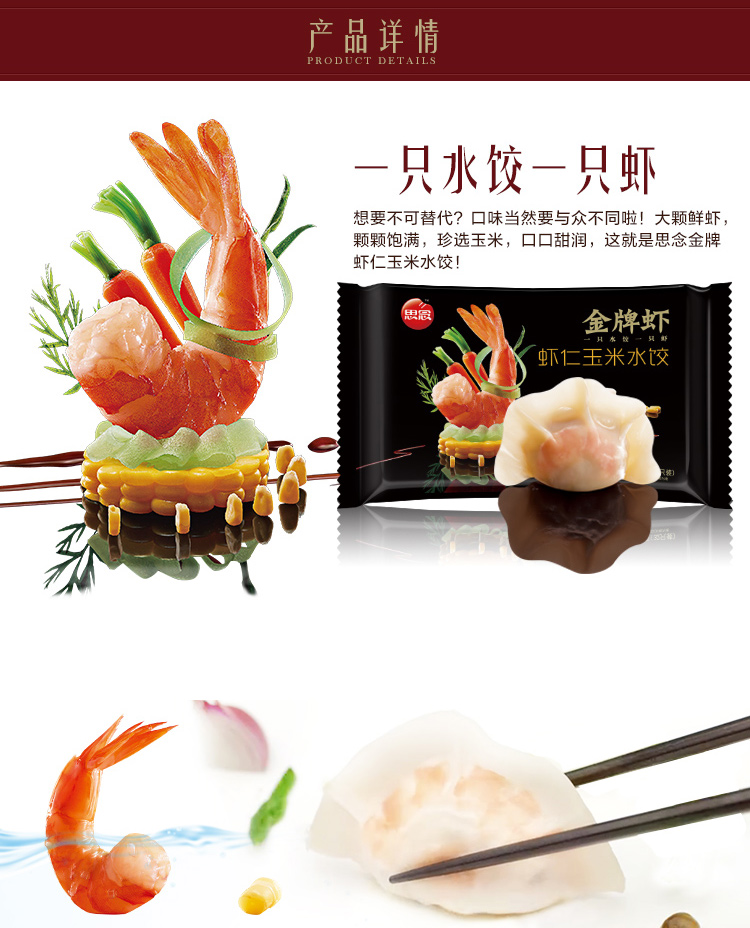 产品详情
PRODUCT DETAILS
一只水饺一只虾
想要不可替代？口味当然要与众不同啦！大颗鲜虾，
颗颗饱满，珍选玉米，口口甜润，这就是思念金牌
虾仁玉米水饺！
思念
金牌虾
一只水饺一只虾
虾仁玉米水饺